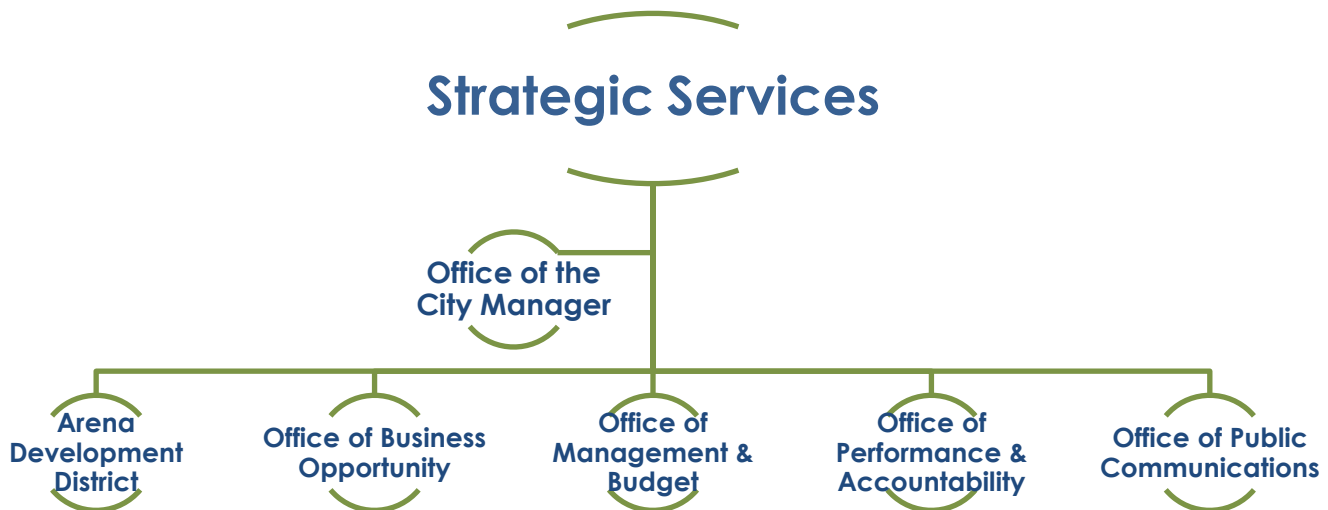 Strategic Services
Office of the
City Manager
Arena
Development
District
Office of Business
Opportunity
Office of
Management &
Budget
Office of
Performance &
Accountability
Office of Public
Communications